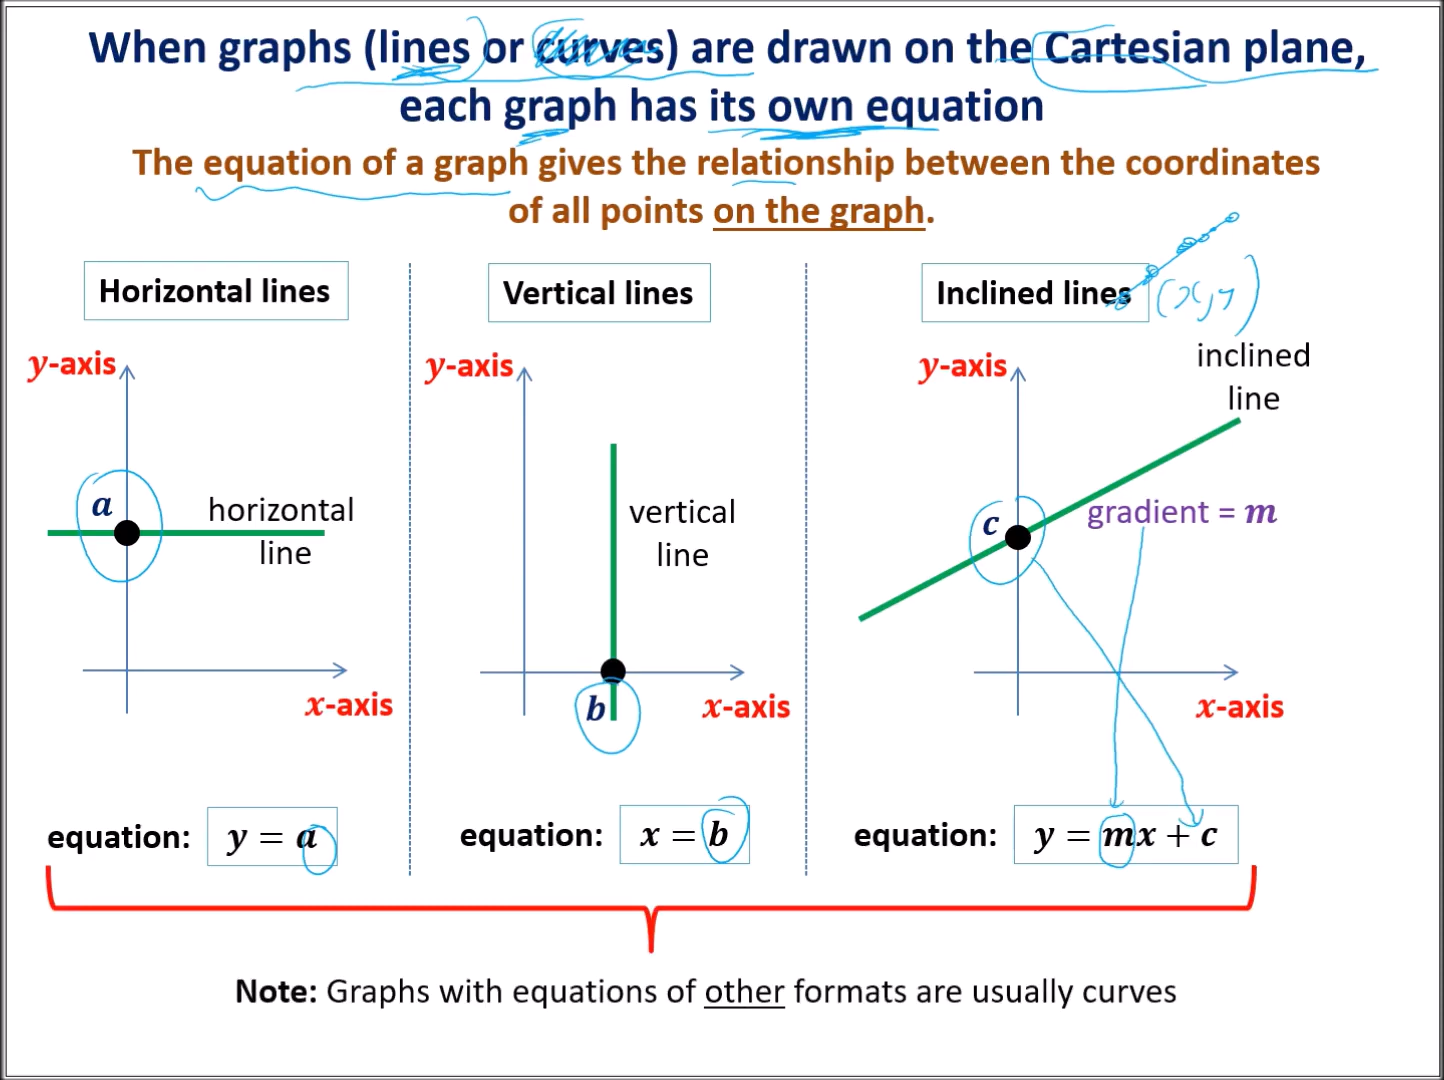 When graphs (lines or curves) are drawn on the Cartesian plane,
each graph has its own equation
The equation of a graph gives the relationship between the coordinates
of all points on the graph.
Horizontal lines
y-axis
a
horizontal
line
x-axis
equation: y = a
Vertical lines
y-axis
vertical
line
b
x-axis
equation: x = b
Inclined lines
(x, y)
inclined
line
y-axis
c
gradient = m
x-axis
equation: y = mx + c
Note: Graphs with equations of other formats are usually curves